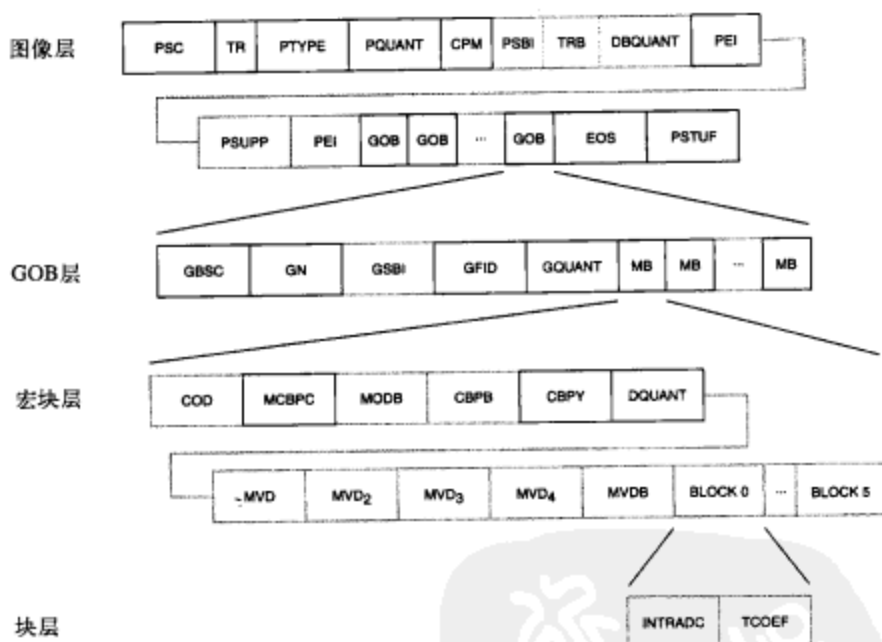 图像层
PSC TR PTYPE PQUANT CPM PSBI TRB DBQUANT PEI
PSUPP PEI GOB GOB ... GOB EOS PSTUF
GOB层
GBSC GN GSBI GFID GQUANT MB MB ... MB
宏块层
COD MCBPC MODB CBPB CBPY DQUANT
MVD MVD2 MVD3 MVD4 MVDB BLOCK 0 ... BLOCK 5
块层
INTRADC TCOEF